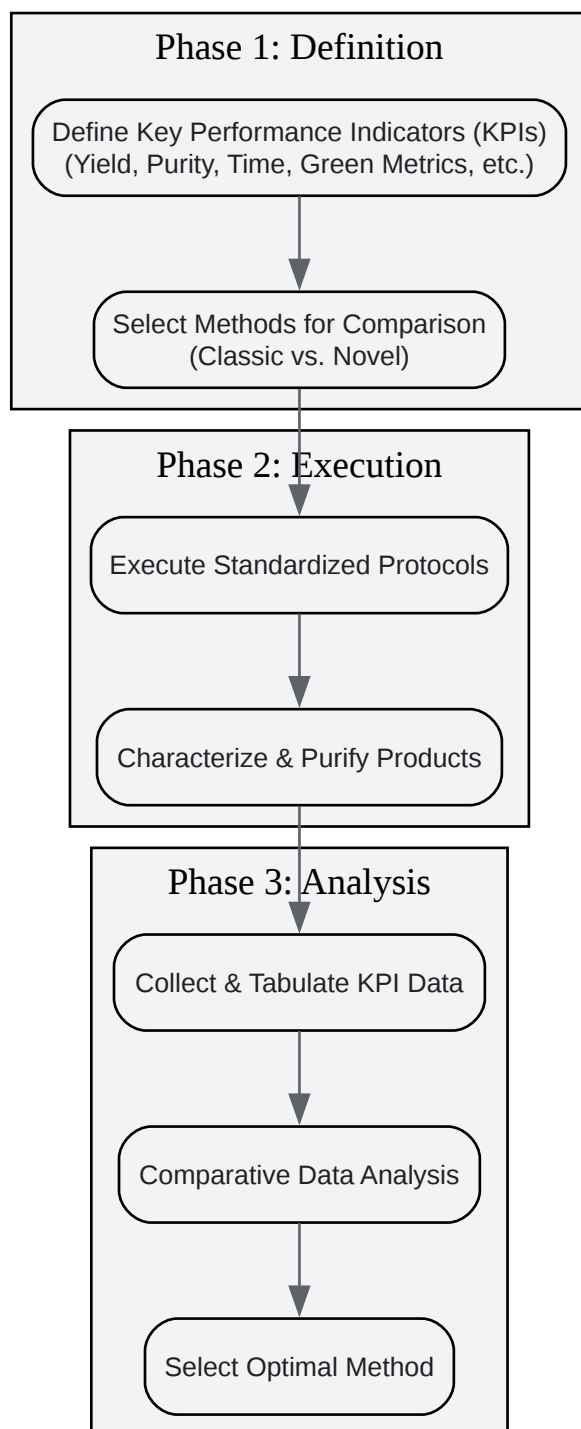 Phase 1: Definition
Define Key Performance Indicators (KPIs)
(Yield, Purity, Time, Green Metrics, etc.)
Select Methods for Comparison
(Classic vs. Novel)
Phase 2: Execution
Execute Standardized Protocols
Characterize & Purify Products
Phase 3: Analysis
Collect & Tabulate KPI Data
Comparative Data Analysis
Select Optimal Method